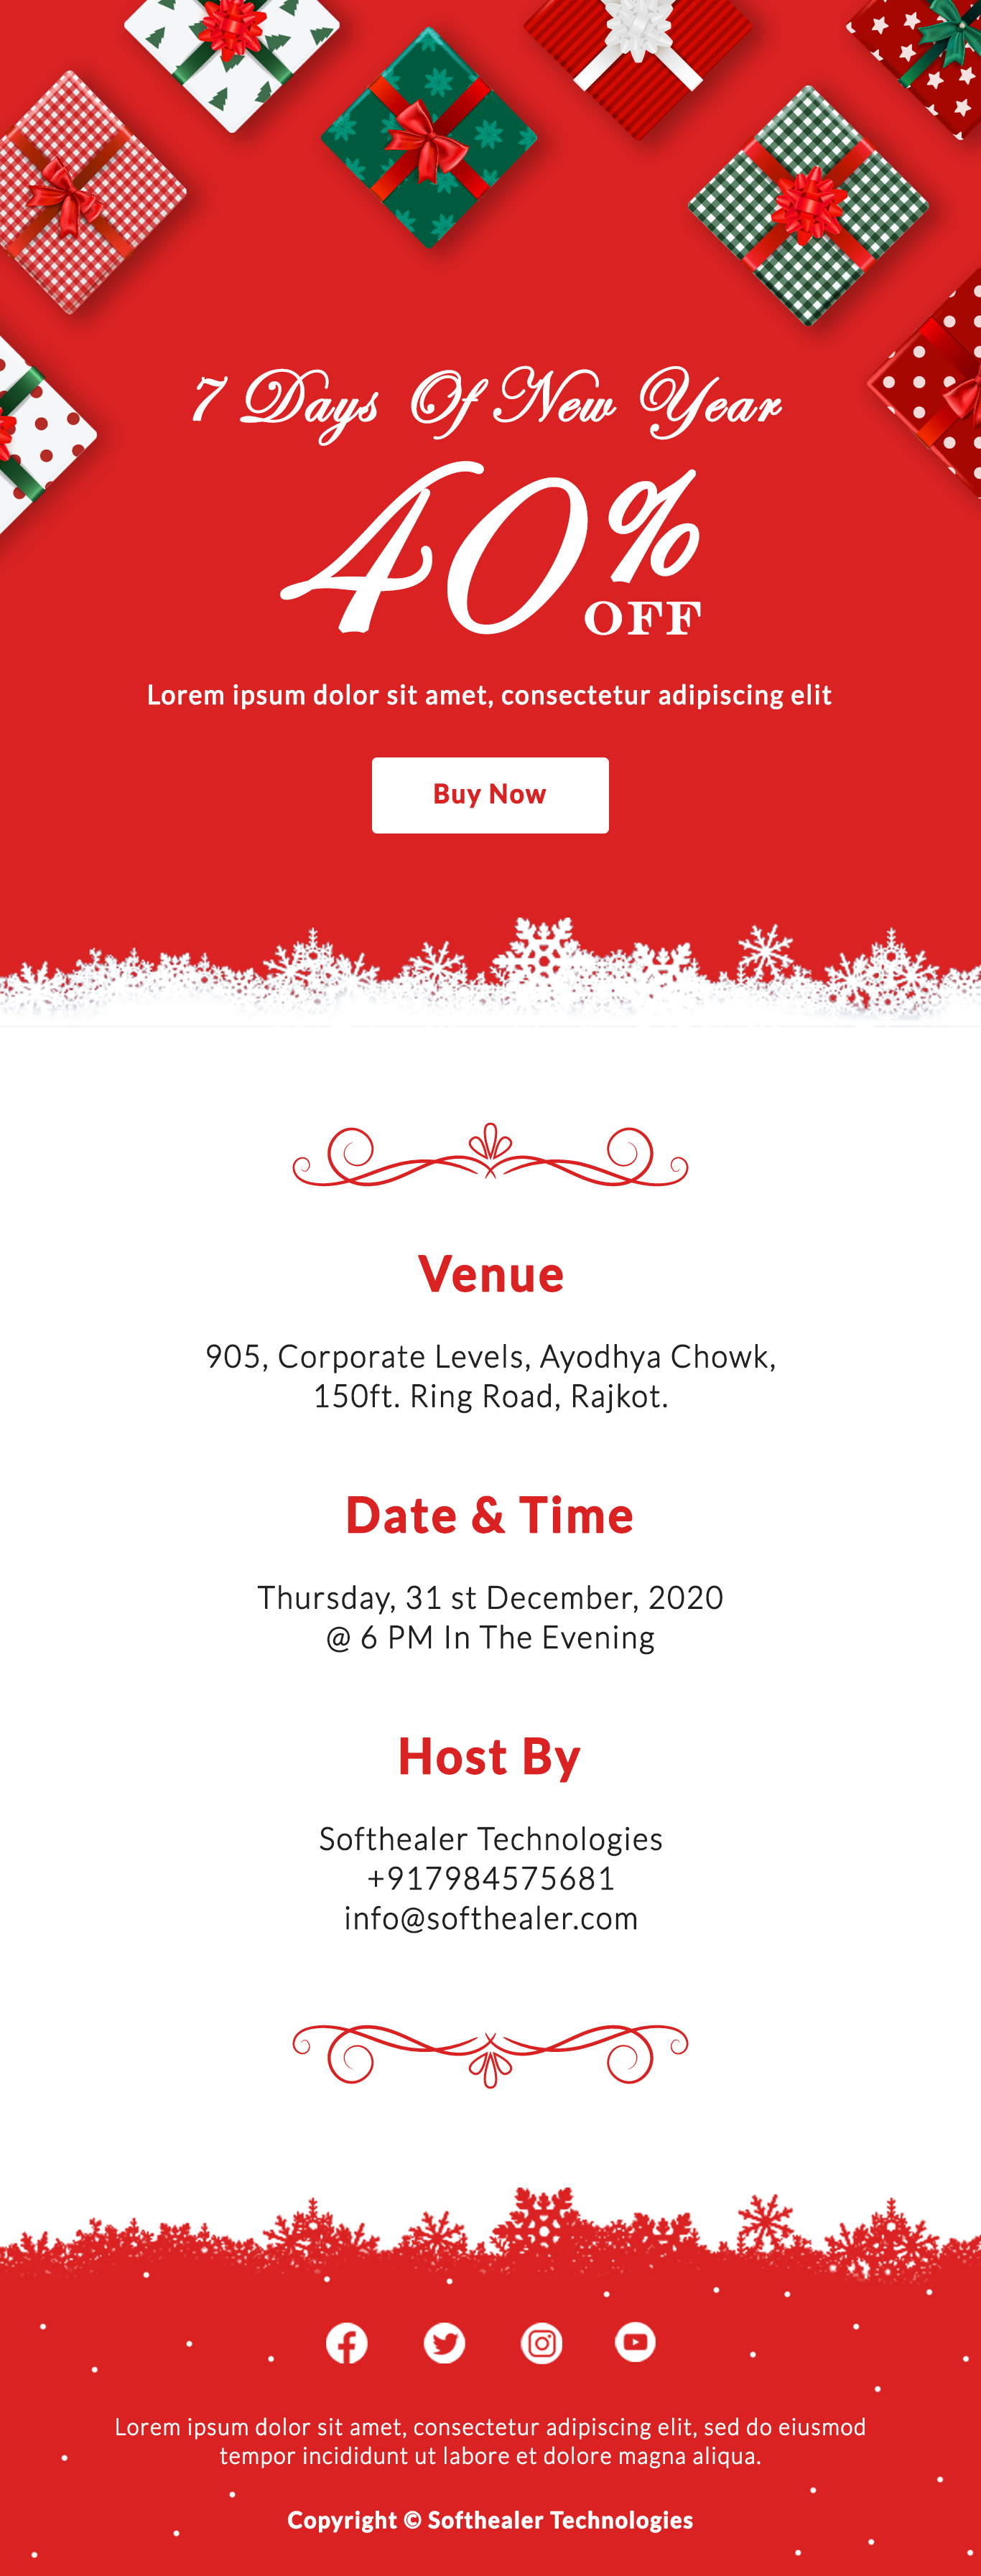 7 Days Of New Year
40%
OFF
Lorem ipsum dolor sit amet, consectetur adipiscing elit
Buy Now
Venue
905, Corporate Levels, Ayodhya Chowk,
150ft. Ring Road, Rajkot.
Date & Time
Thursday, 31 st December, 2020
@ 6 PM In The Evening
Host By
Softhealer Technologies
+917984575681
info@softhealer.com
Lorem ipsum dolor sit amet, consectetur adipiscing elit, sed do eiusmod
tempor incididunt ut labore et dolore magna aliqua.
Copyright © Softhealer Technologies